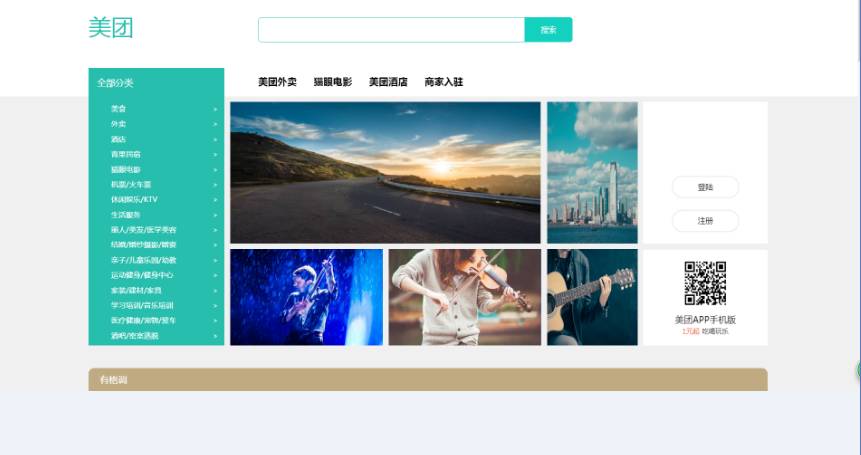 美团
搜索
全部分类
美团外卖 猫眼电影 美团酒店 商家入驻
美食 >
外卖 >
酒店 >
榛果民宿 >
猫眼电影 >
机票/火车票 >
休闲娱乐/KTV >
生活服务 >
丽人/美发/医学美容 >
结婚/婚纱摄影/婚宴 >
亲子/儿童乐园/幼教 >
运动健身/健身中心 >
家装/建材/家具 >
学习培训/音乐培训 >
医疗健康/宠物/爱车 >
酒吧/密室逃脱 >
登陆
注册
美团APP手机版
1元起 吃喝玩乐
有格调